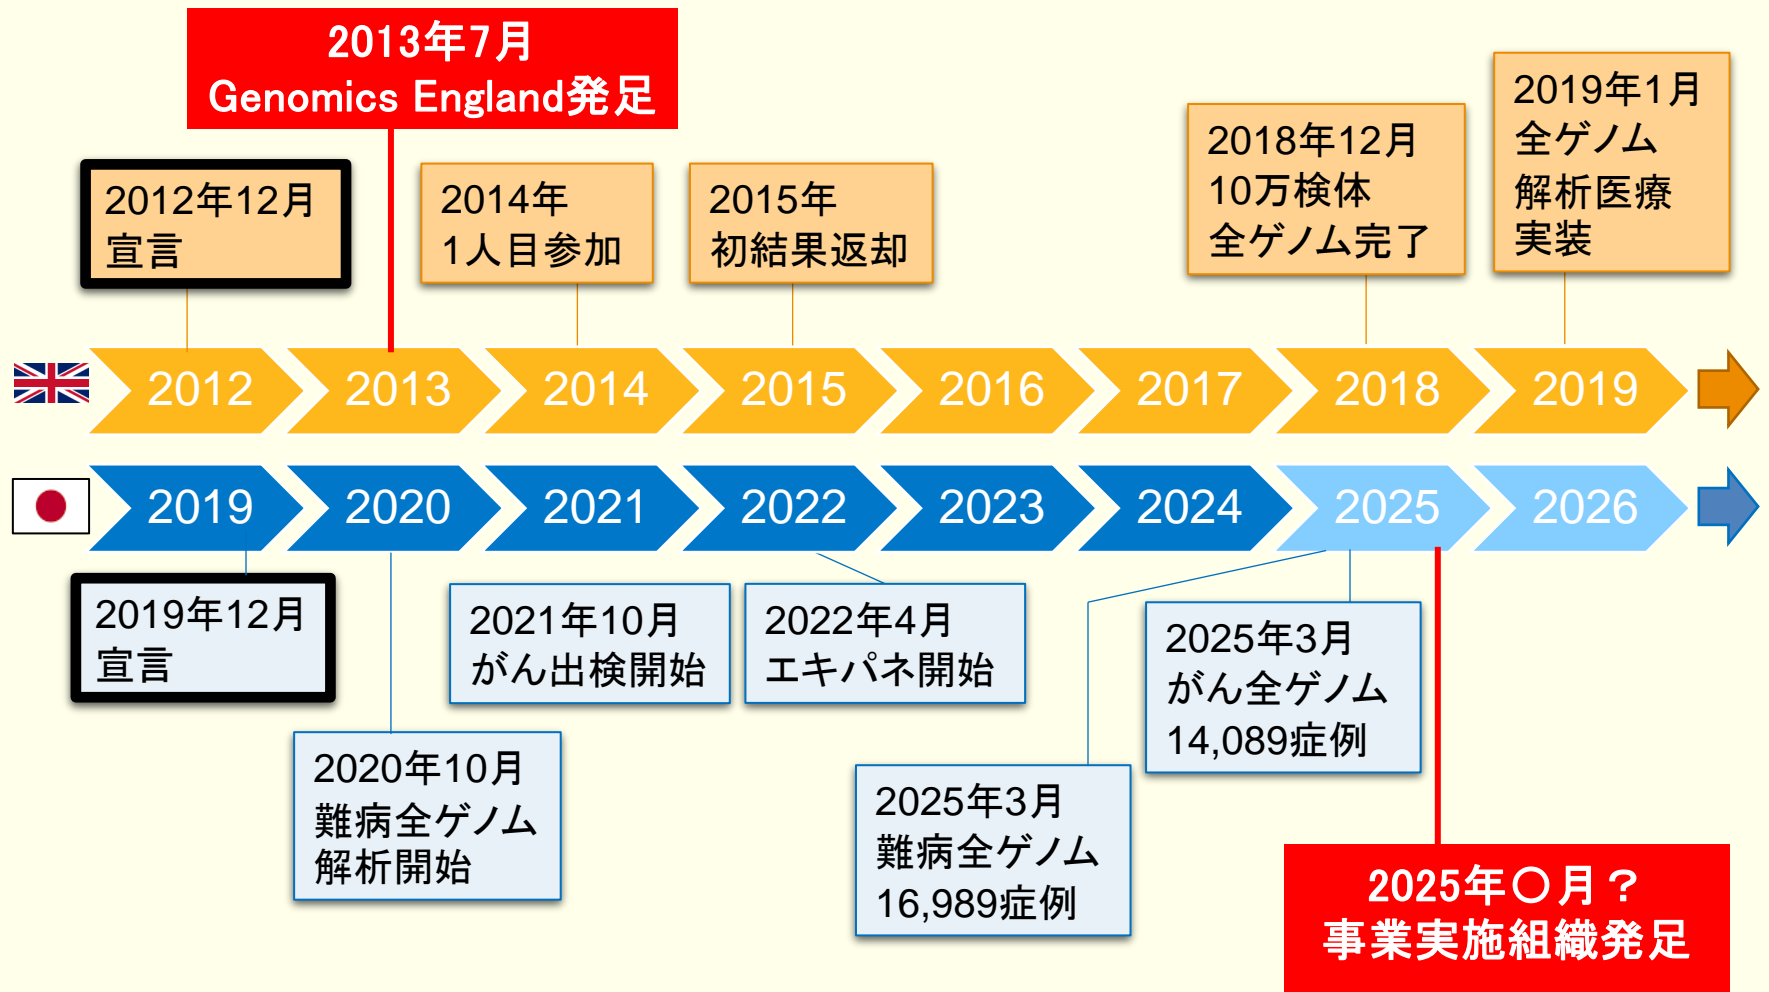 2013年7月
Genomics England発足
2012年12月
宣言
2014年
1人目参加
2015年
初結果返却
2018年12月
10万検体
全ゲノム完了
2019年1月
全ゲノム
解析医療
実装
2012
2013
2014
2015
2016
2017
2018
2019
2019
2020
2021
2022
2023
2024
2025
2026
2019年12月
宣言
2020年10月
難病全ゲノム
解析開始
2021年10月
がん出検開始
2022年4月
エキパネ開始
2025年3月
難病全ゲノム
16,989症例
2025年3月
がん全ゲノム
14,089症例
2025年〇月？
事業実施組織発足